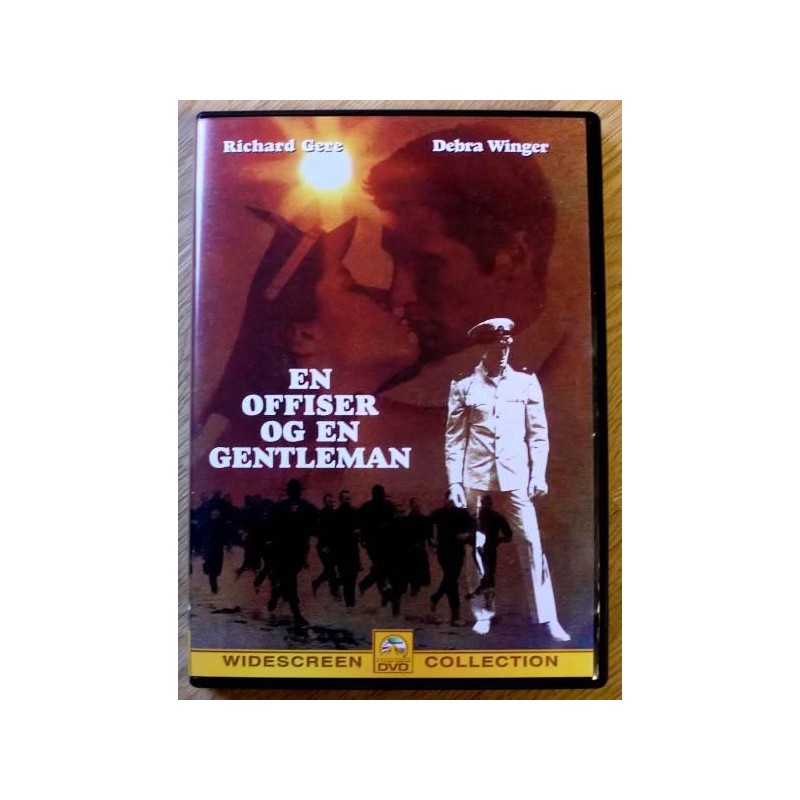 Richard Gere Debra Winger
EN
OFFISER
OG EN
GENTLEMAN
WIDESCREEN DVD COLLECTION